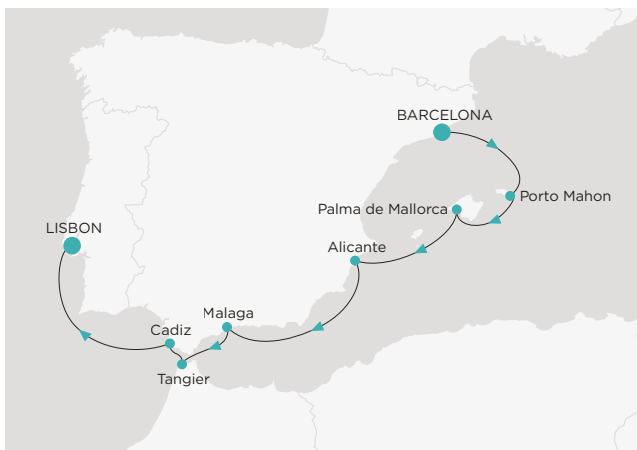 BARCELONA
Porto Mahon
Palma de Mallorca
LISBON
Alicante
Malaga
Cadiz
Tangier